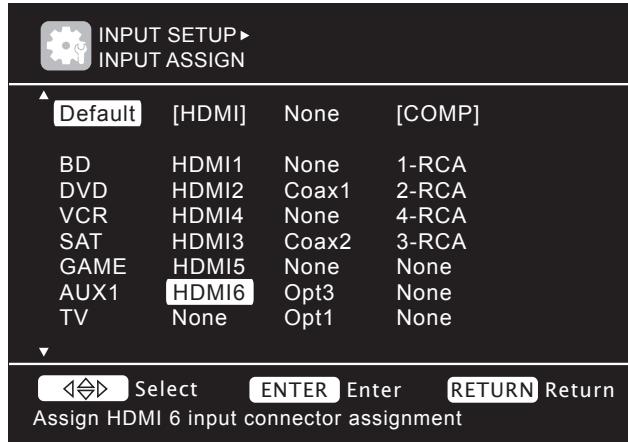 INPUT SETUP▸
INPUT ASSIGN
Default [HDMI] None [COMP]
BD HDMI1 None 1-RCA
DVD HDMI2 Coax1 2-RCA
VCR HDMI4 None 4-RCA
SAT HDMI3 Coax2 3-RCA
GAME HDMI5 None None
AUX1 HDMI6 Opt3 None
TV None Opt1 None
Select ENTER Enter RETURN Return
Assign HDMI 6 input connector assignment